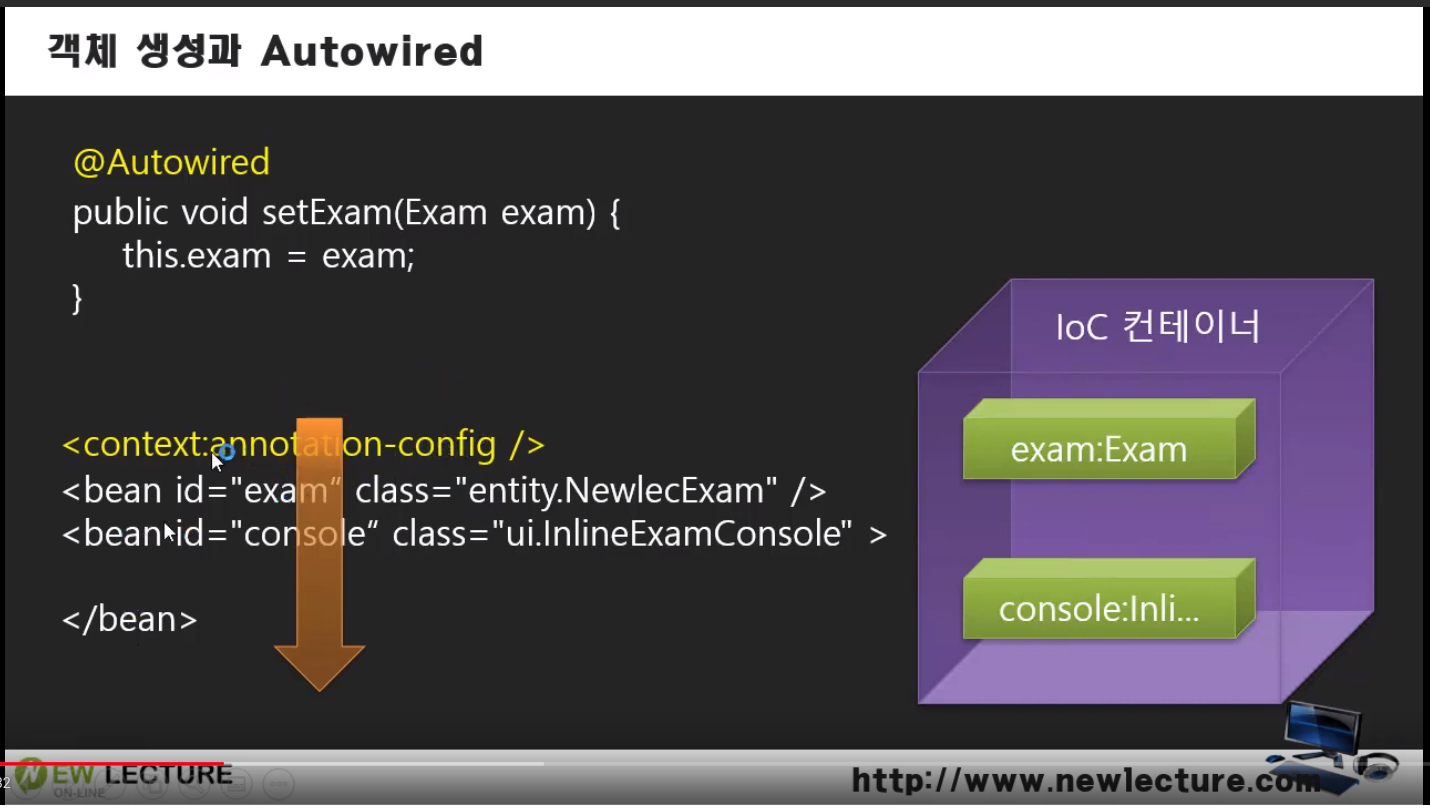 객체 생성과 Autowired
@Autowired
public void setExam(Exam exam) {
this.exam = exam;
}
IoC 컨테이너
exam:Exam
console:Inli...
<context:annotation-config />
<bean id="exam“ class="entity.NewlecExam" />
<bean id="console“ class="ui.InlineExamConsole" >
</bean>
NEW LECTURE
ON-LINE
http://www.newlecture.com
32